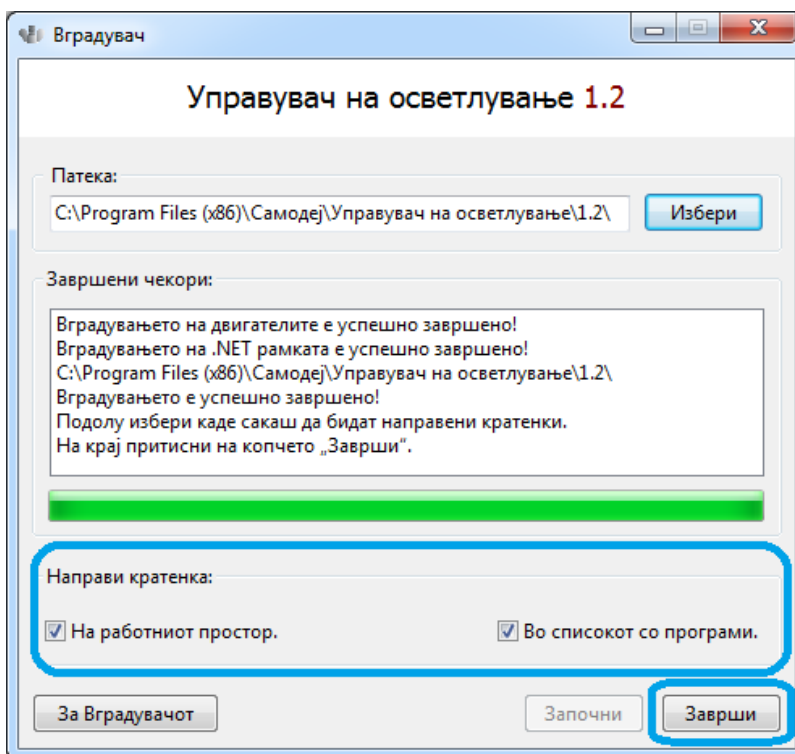 Вградувач
Управувач на осветлување 1.2
Патека:
C:\Program Files (x86)\Самодеј\Управувач на осветлување\1.2\
Избери
Завршени чекори:
Вградувањето на двигателите е успешно завршено!
Вградувањето на .NET рамката е успешно завршено!
C:\Program Files (x86)\Самодеј\Управувач на осветлување\1.2\
Вградувањето е успешно завршено!
Подолу избери каде сакаш да бидат направени кратенки.
На крај притисни на копчето „Заврши“.
Направи кратенка:
На работниот простор.
Во списокот со програми.
За Вградувачот
Започни
Заврши